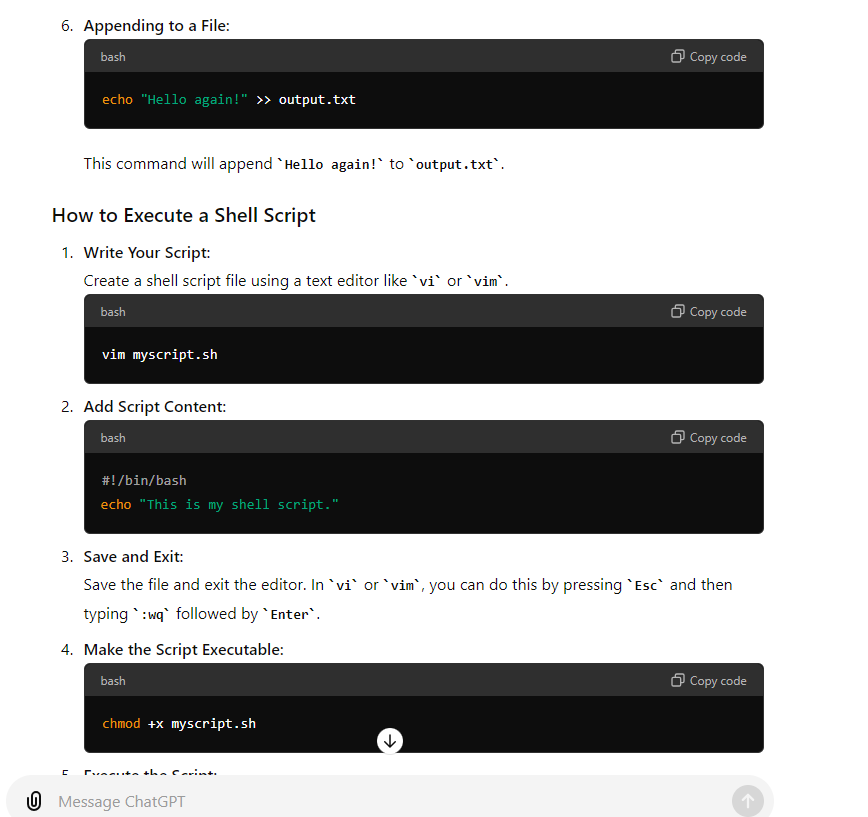 6. Appending to a File:
bash Copy code
echo "Hello again!" >> output.txt
This command will append `Hello again!` to `output.txt`.
How to Execute a Shell Script
1. Write Your Script:
Create a shell script file using a text editor like `vi` or `vim`.
bash Copy code
vim myscript.sh
2. Add Script Content:
bash Copy code
#!/bin/bash
echo "This is my shell script."
3. Save and Exit:
Save the file and exit the editor. In `vi` or `vim`, you can do this by pressing `Esc` and then
typing `:wq` followed by `Enter`.
4. Make the Script Executable:
bash Copy code
chmod +x myscript.sh
5. Execute the Script:
Message ChatGPT